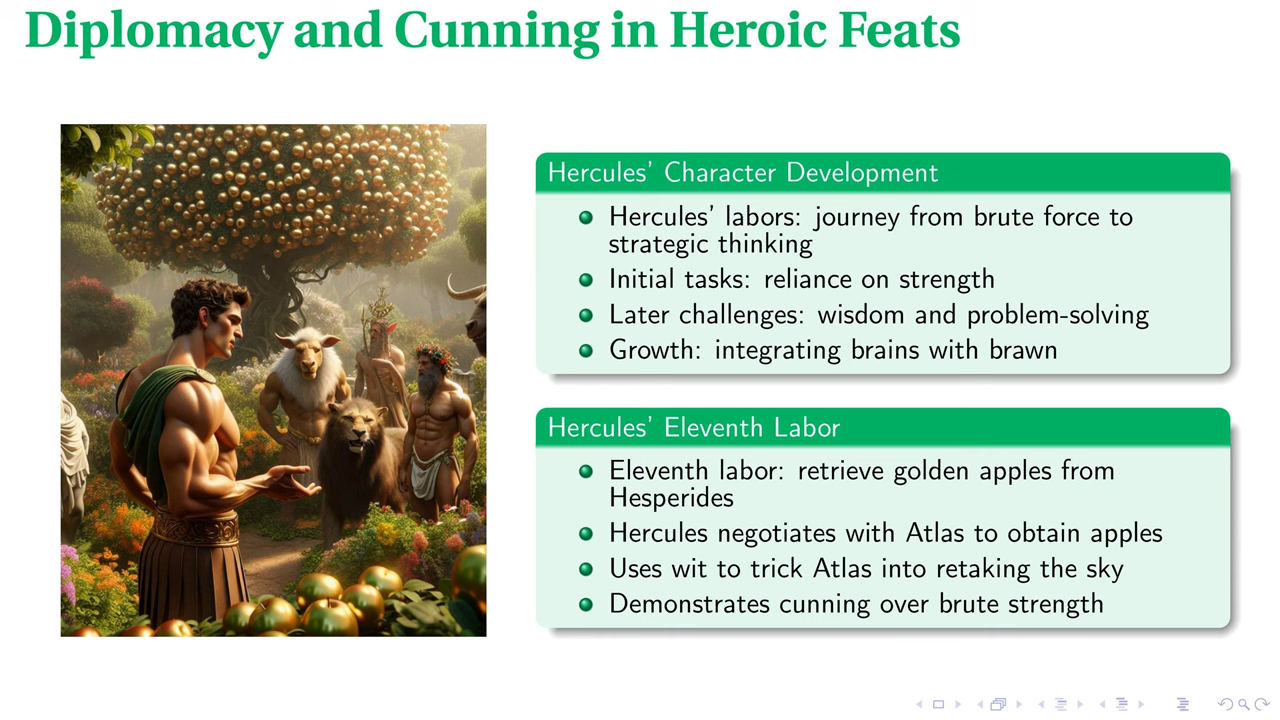 Diplomacy and Cunning in Heroic Feats
Hercules' Character Development
Hercules' labors: journey from brute force to
strategic thinking
Initial tasks: reliance on strength
Later challenges: wisdom and problem-solving
Growth: integrating brains with brawn
Hercules' Eleventh Labor
Eleventh labor: retrieve golden apples from
Hesperides
Hercules negotiates with Atlas to obtain apples
Uses wit to trick Atlas into retaking the sky
Demonstrates cunning over brute strength